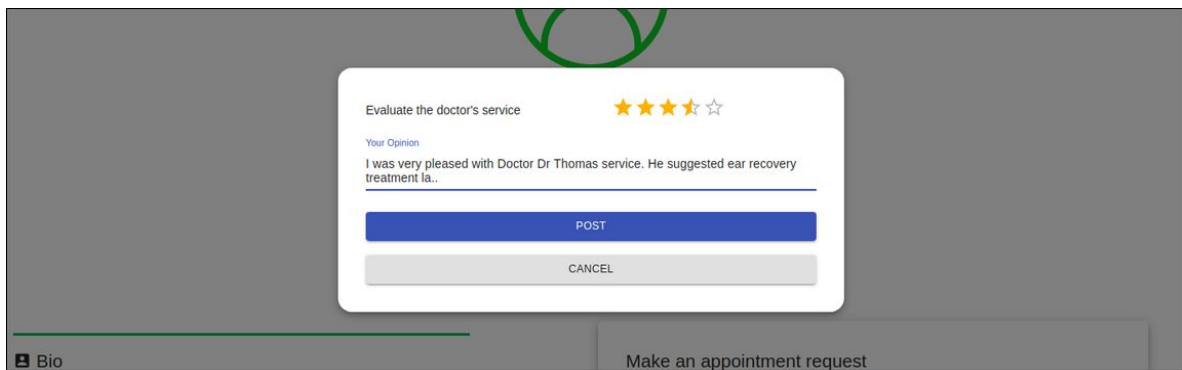 Evaluate the doctor's service
Your Opinion
I was very pleased with Doctor Dr Thomas service. He suggested ear recovery
treatment la..
POST
CANCEL
Bio
Make an appointment request